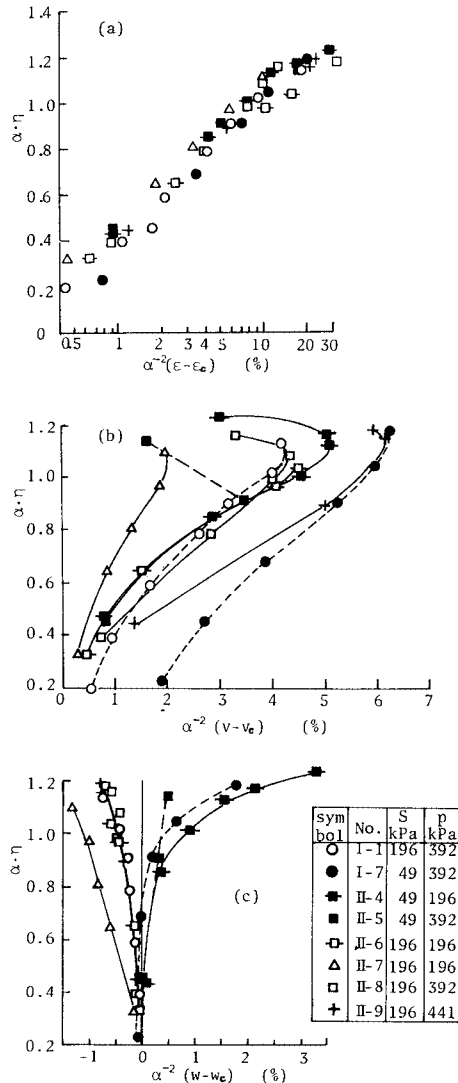 (a)
1.4
1.2
1.0
0.8
0.6
0.4
0.2
0
α·η
0.5 1 2 3 4 5 10 20 30
α⁻²(ε-εc) (%)
(b)
1.2
1.0
0.8
0.6
0.4
0.2
α·η
0 1 2 3 4 5 6 7
α⁻² (v-vc) (%)
(c)
1.2
1.0
0.8
0.6
0.4
0.2
α·η
-1 0 1 2 3
α⁻² (w-wc) (%)
symbol No. S kPa p kPa
I-1 196 392
I-7 49 392
II-4 49 196
II-5 49 392
II-6 196 196
II-7 196 196
II-8 196 392
II-9 196 441